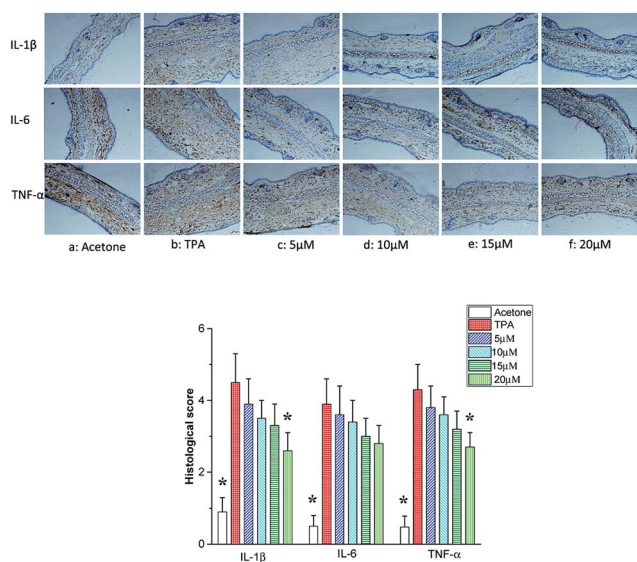 IL-1β
IL-6
TNF-α
a: Acetone
b: TPA
c: 5μM
d: 10μM
e: 15μM
f: 20μM
Acetone
TPA
5μM
10μM
15μM
20μM
6
4
2
0
Histological score
*
*
*
*
*
IL-1β
IL-6
TNF-α